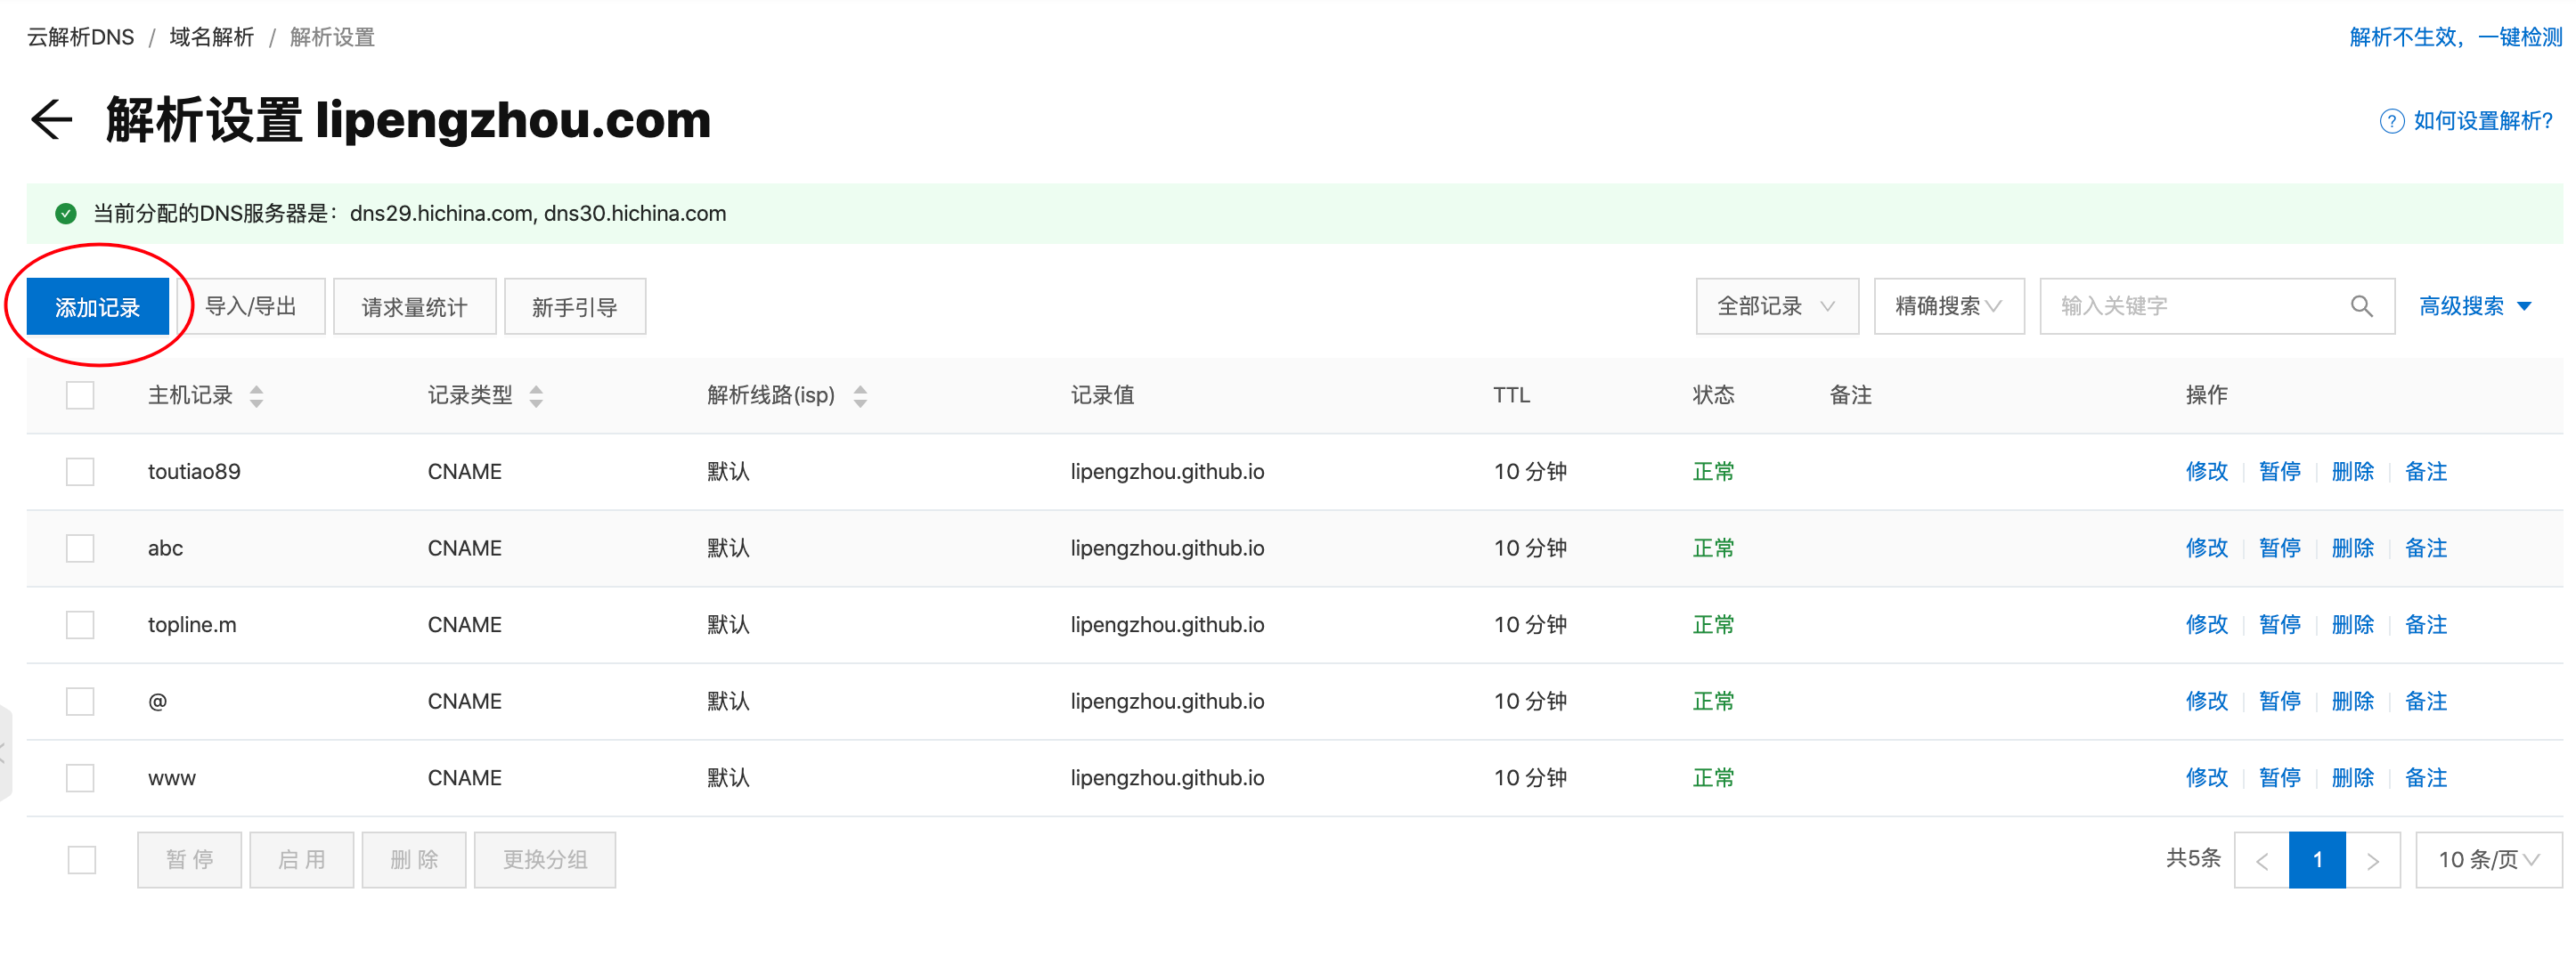 云解析DNS / 域名解析 / 解析设置 解析不生效，一键检测
解析设置 lipengzhou.com ? 如何设置解析?
当前分配的DNS服务器是：dns29.hichina.com, dns30.hichina.com
添加记录 导入/导出 请求量统计 新手引导 全部记录 精确搜索 输入关键字 高级搜索
主机记录 记录类型 解析线路(isp) 记录值 TTL 状态 备注 操作
toutiao89 CNAME 默认 lipengzhou.github.io 10 分钟 正常 修改 暂停 删除 备注
abc CNAME 默认 lipengzhou.github.io 10 分钟 正常 修改 暂停 删除 备注
topline.m CNAME 默认 lipengzhou.github.io 10 分钟 正常 修改 暂停 删除 备注
@ CNAME 默认 lipengzhou.github.io 10 分钟 正常 修改 暂停 删除 备注
www CNAME 默认 lipengzhou.github.io 10 分钟 正常 修改 暂停 删除 备注
暂 停 启 用 删 除 更换分组 共5条 < 1 > 10 条/页